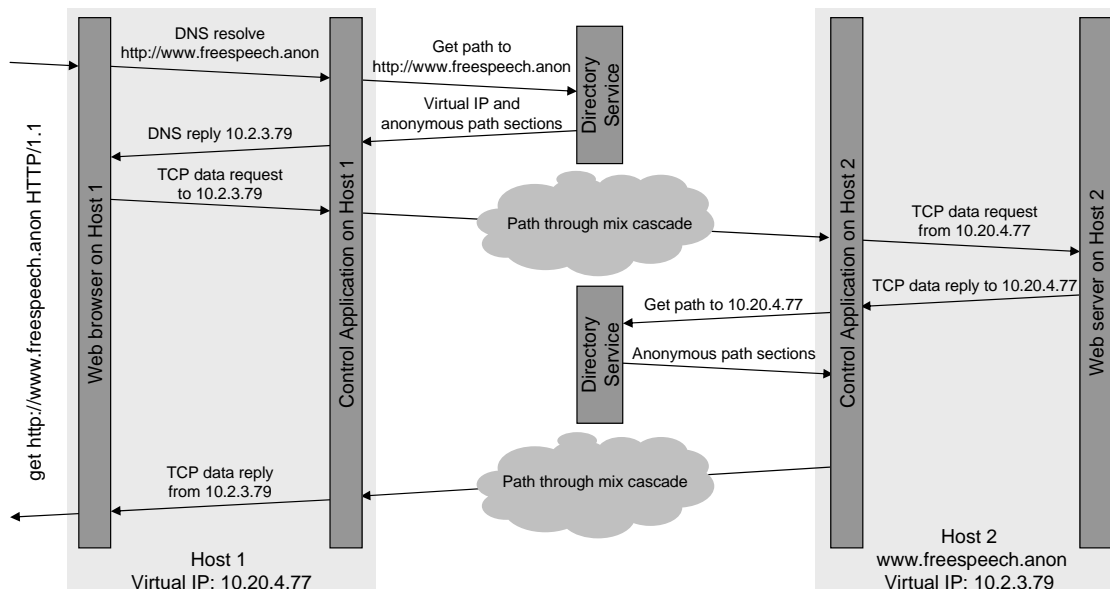 get http://www.freespeech.anon HTTP/1.1
Web browser on Host 1
DNS resolve
http://www.freespeech.anon
DNS reply 10.2.3.79
TCP data request
to 10.2.3.79
TCP data reply
from 10.2.3.79
Control Application on Host 1
Get path to
http://www.freespeech.anon
Virtual IP and
anonymous path sections
Directory
Service
Path through mix cascade
Get path to 10.20.4.77
Directory
Service
Anonymous path sections
Path through mix cascade
Control Application on Host 2
TCP data request
from 10.20.4.77
TCP data reply to 10.20.4.77
Web server on Host 2
Host 1
Virtual IP: 10.20.4.77
Host 2
www.freespeech.anon
Virtual IP: 10.2.3.79